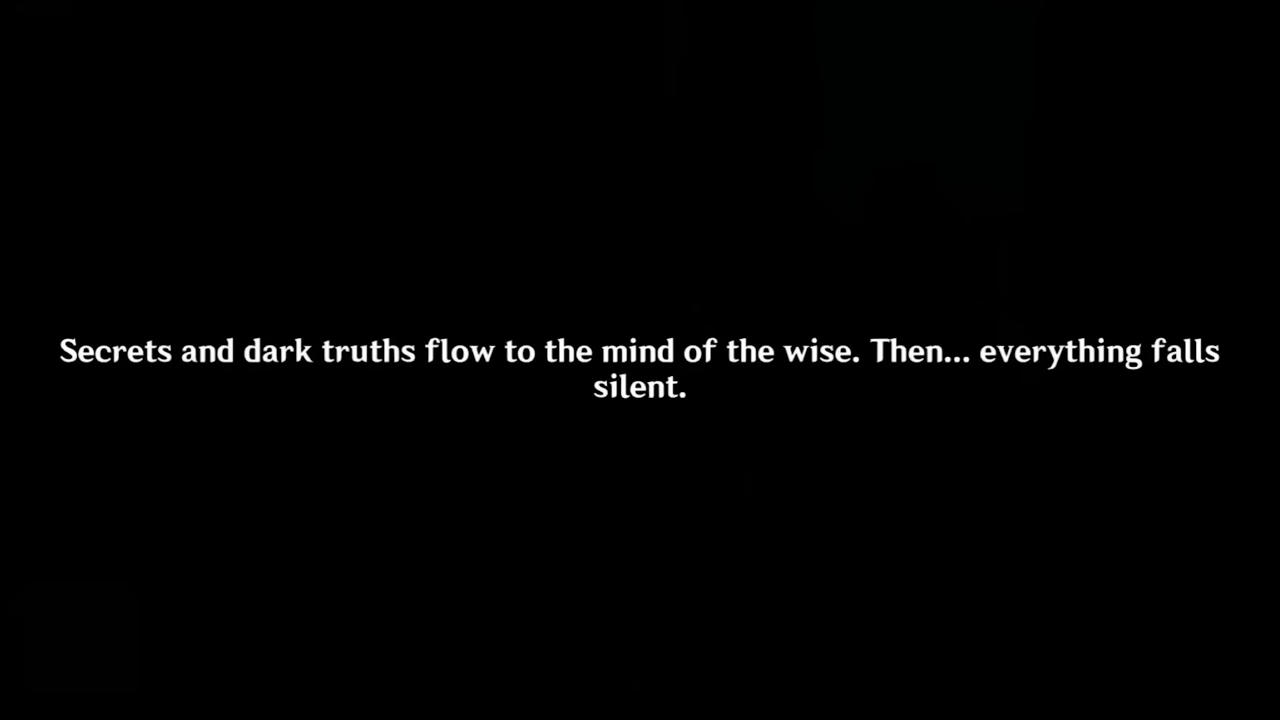 Secrets and dark truths flow to the mind of the wise. Then... everything falls
silent.